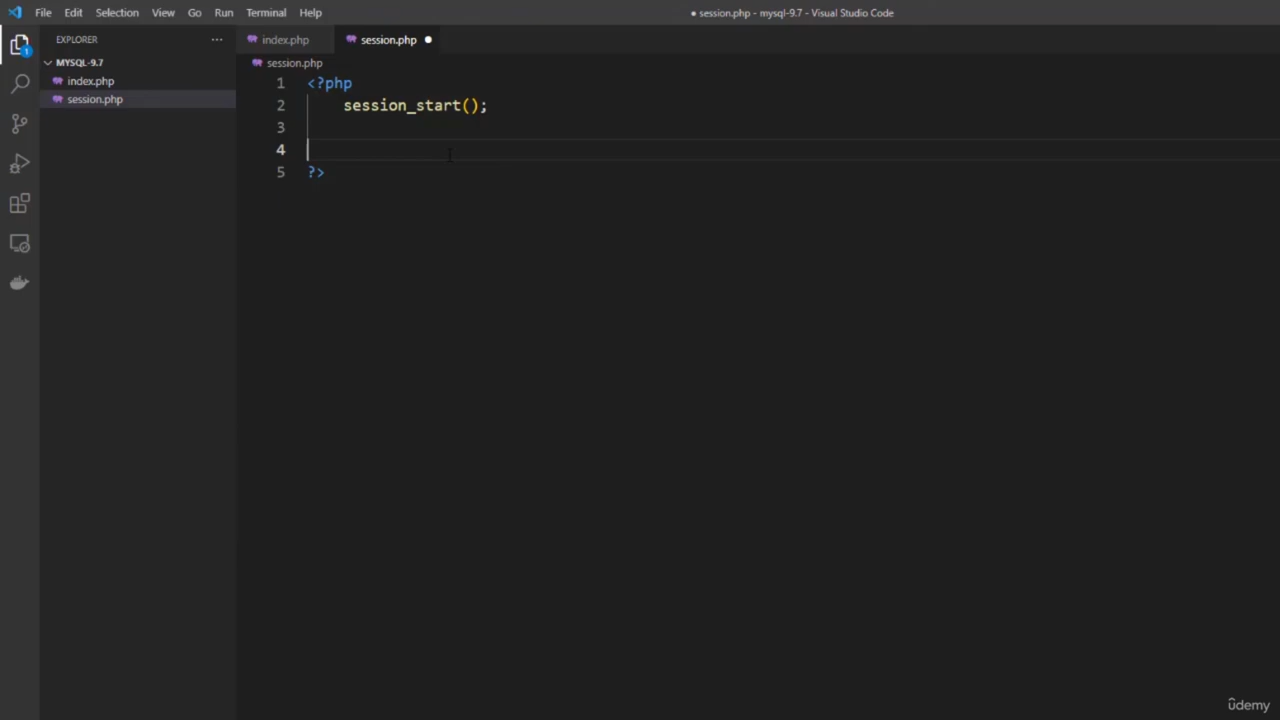 File Edit Selection View Go Run Terminal Help
● session.php - mysql-9.7 - Visual Studio Code
EXPLORER ···
index.php session.php ●
MYSQL-9.7
index.php
session.php
1
session.php
1 <?php
2 session_start();
3
4
5 ?>
ûdemy